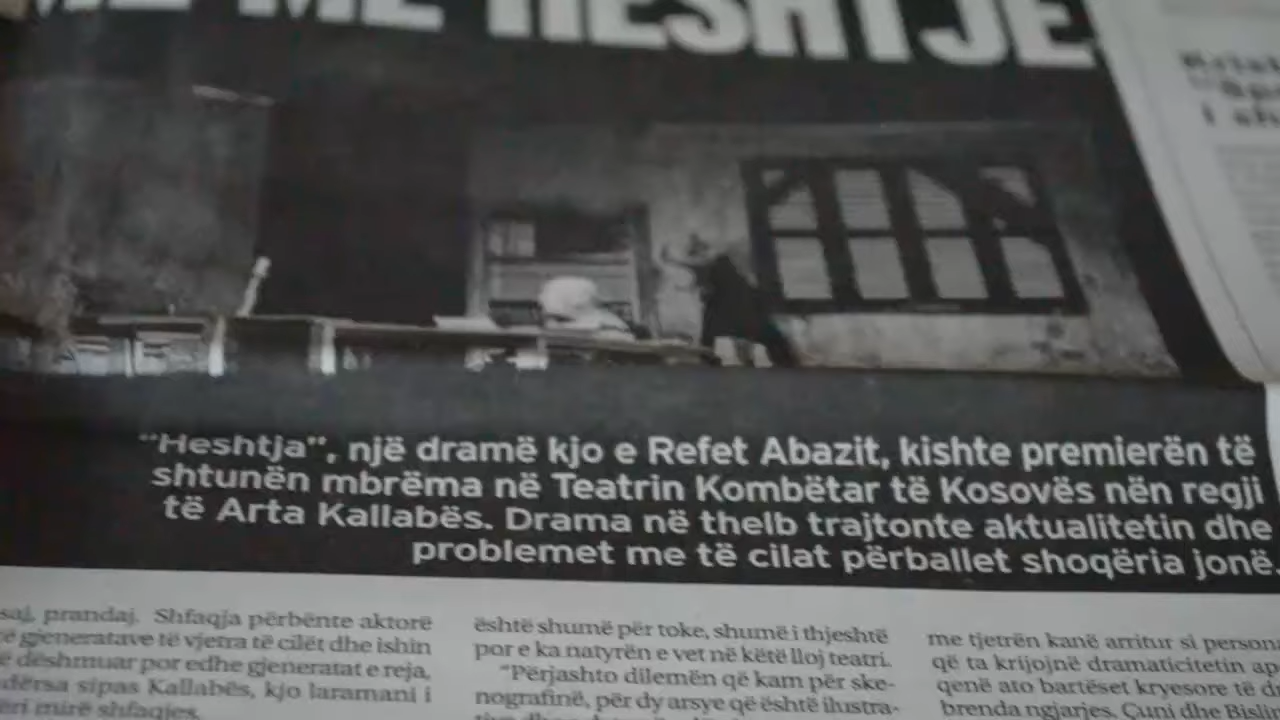 ME HESHTJE
"Heshtja", një dramë kjo e Refet Abazit, kishte premierën të
shtunën mbrëma në Teatrin Kombëtar të Kosovës nën regji
të Arta Kallabës. Drama në thelb trajtonte aktualitetin dhe
problemet me të cilat përballet shoqëria jonë.
saj, prandaj. Shfaqja përbënte aktorë
të gjeneratave të vjetra të cilët dhe ishin
dëshmuar por edhe gjeneratat e reja,
sipas Kallabës, kjo laramani i
mirë shfaqjes.
është shumë për toke, shumë i thjeshtë
por e ka natyrën e vet në këtë lloj teatri.
"Përjashto dilemën që kam për ske-
nografinë, për dy arsye që është ilustra-
me tjetrën kanë arritur si
që ta krijojnë dramaticitetin
qenë ato bartëset kryesore të
brenda ngjarjes. Çuni dhe